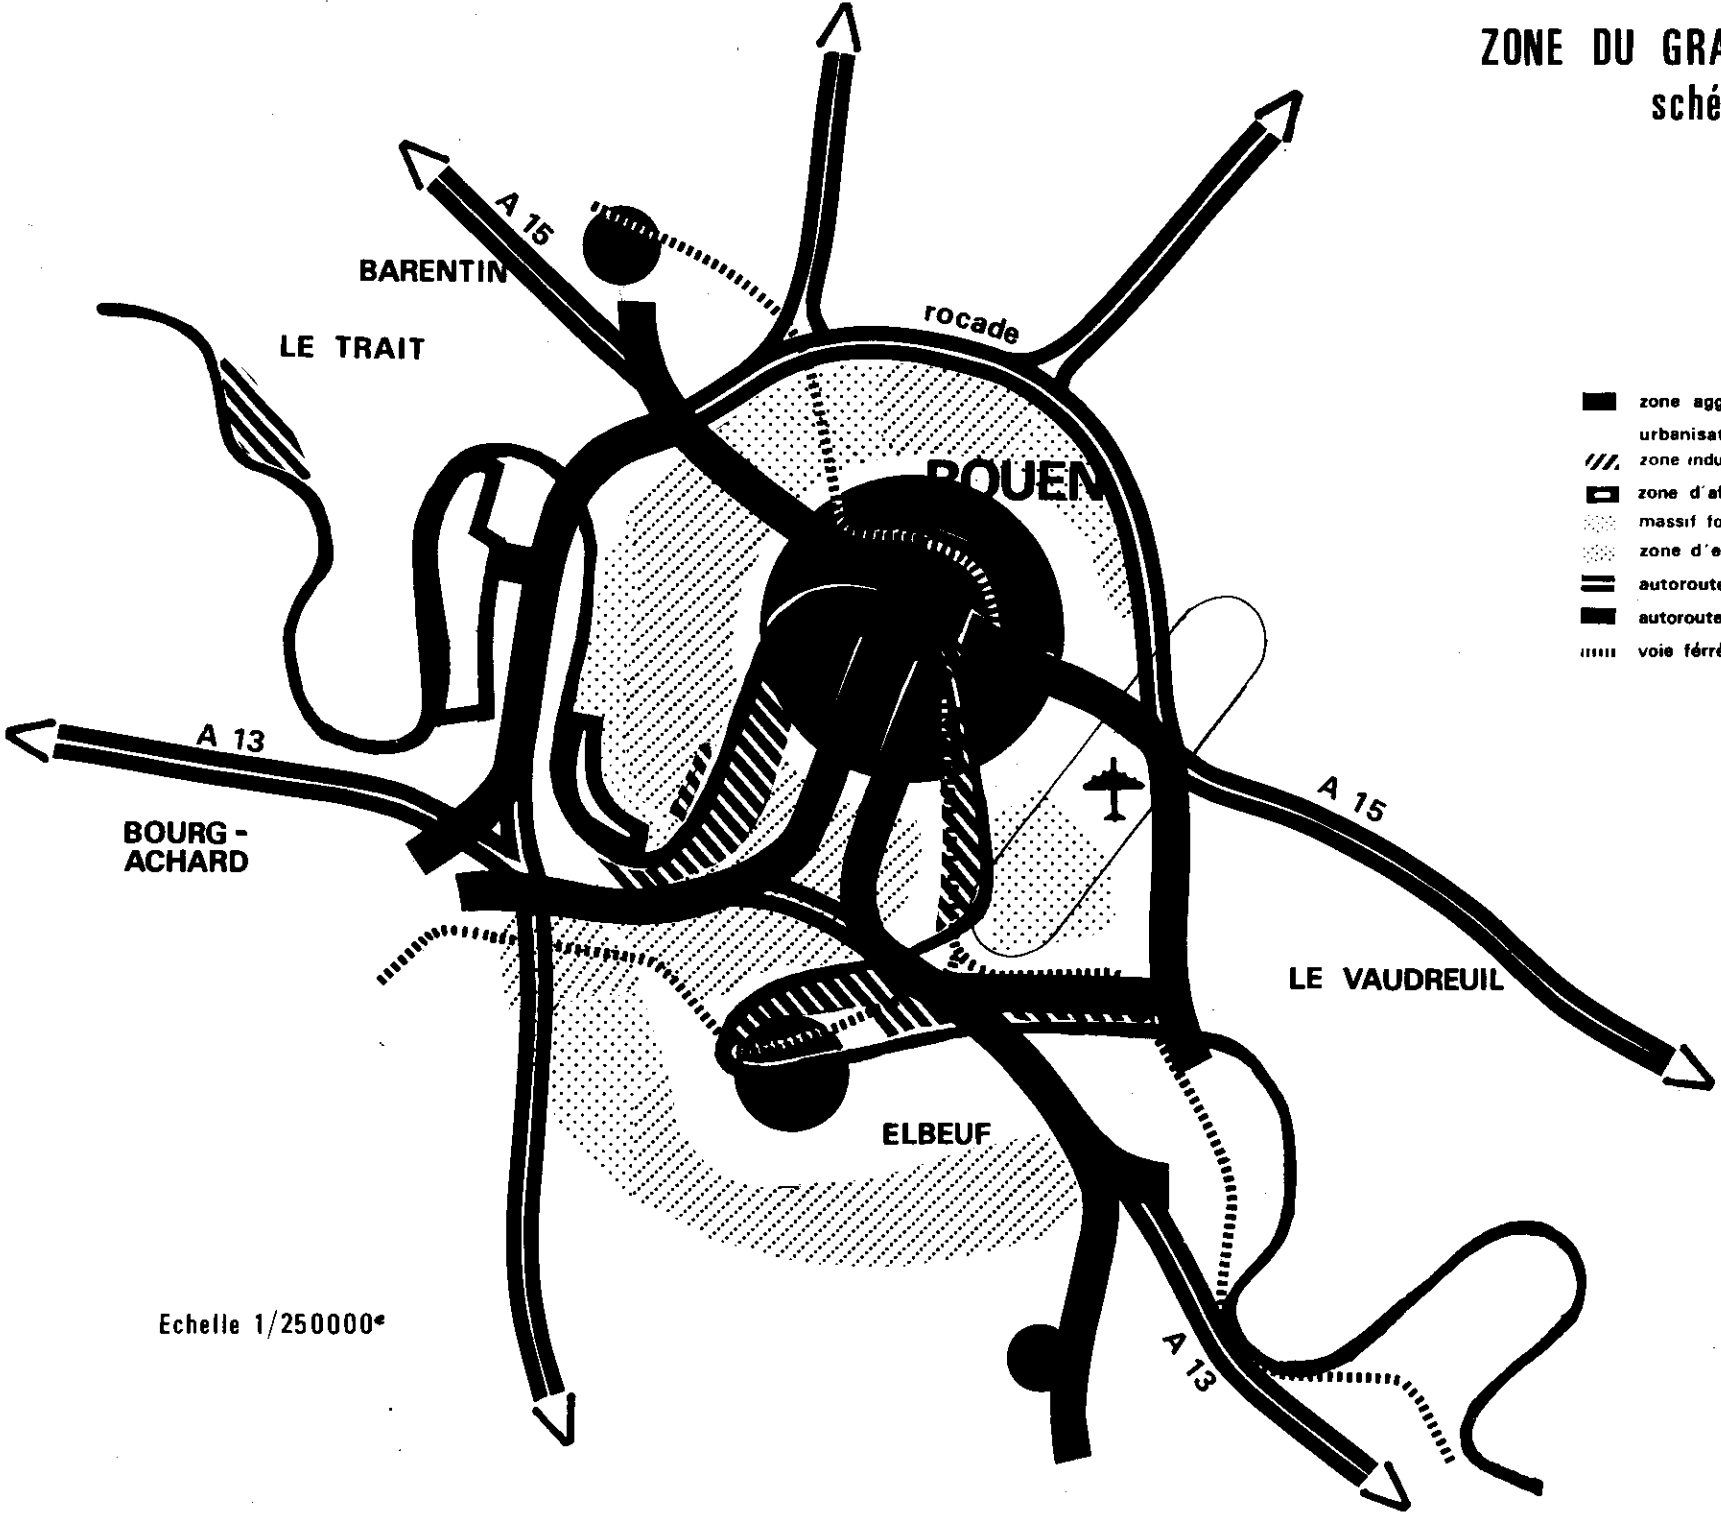 ZONE DU GRA
sché
A 15
BARENTIN
rocade
LE TRAIT
zone agg
urbanisat
zone indu
zone d'af
massif fo
zone d'e
autoroute
autoroute
voie férré
ROUEN
A 13
A 15
BOURG -
ACHARD
LE VAUDREUIL
ELBEUF
Echelle 1/250000e
A 13